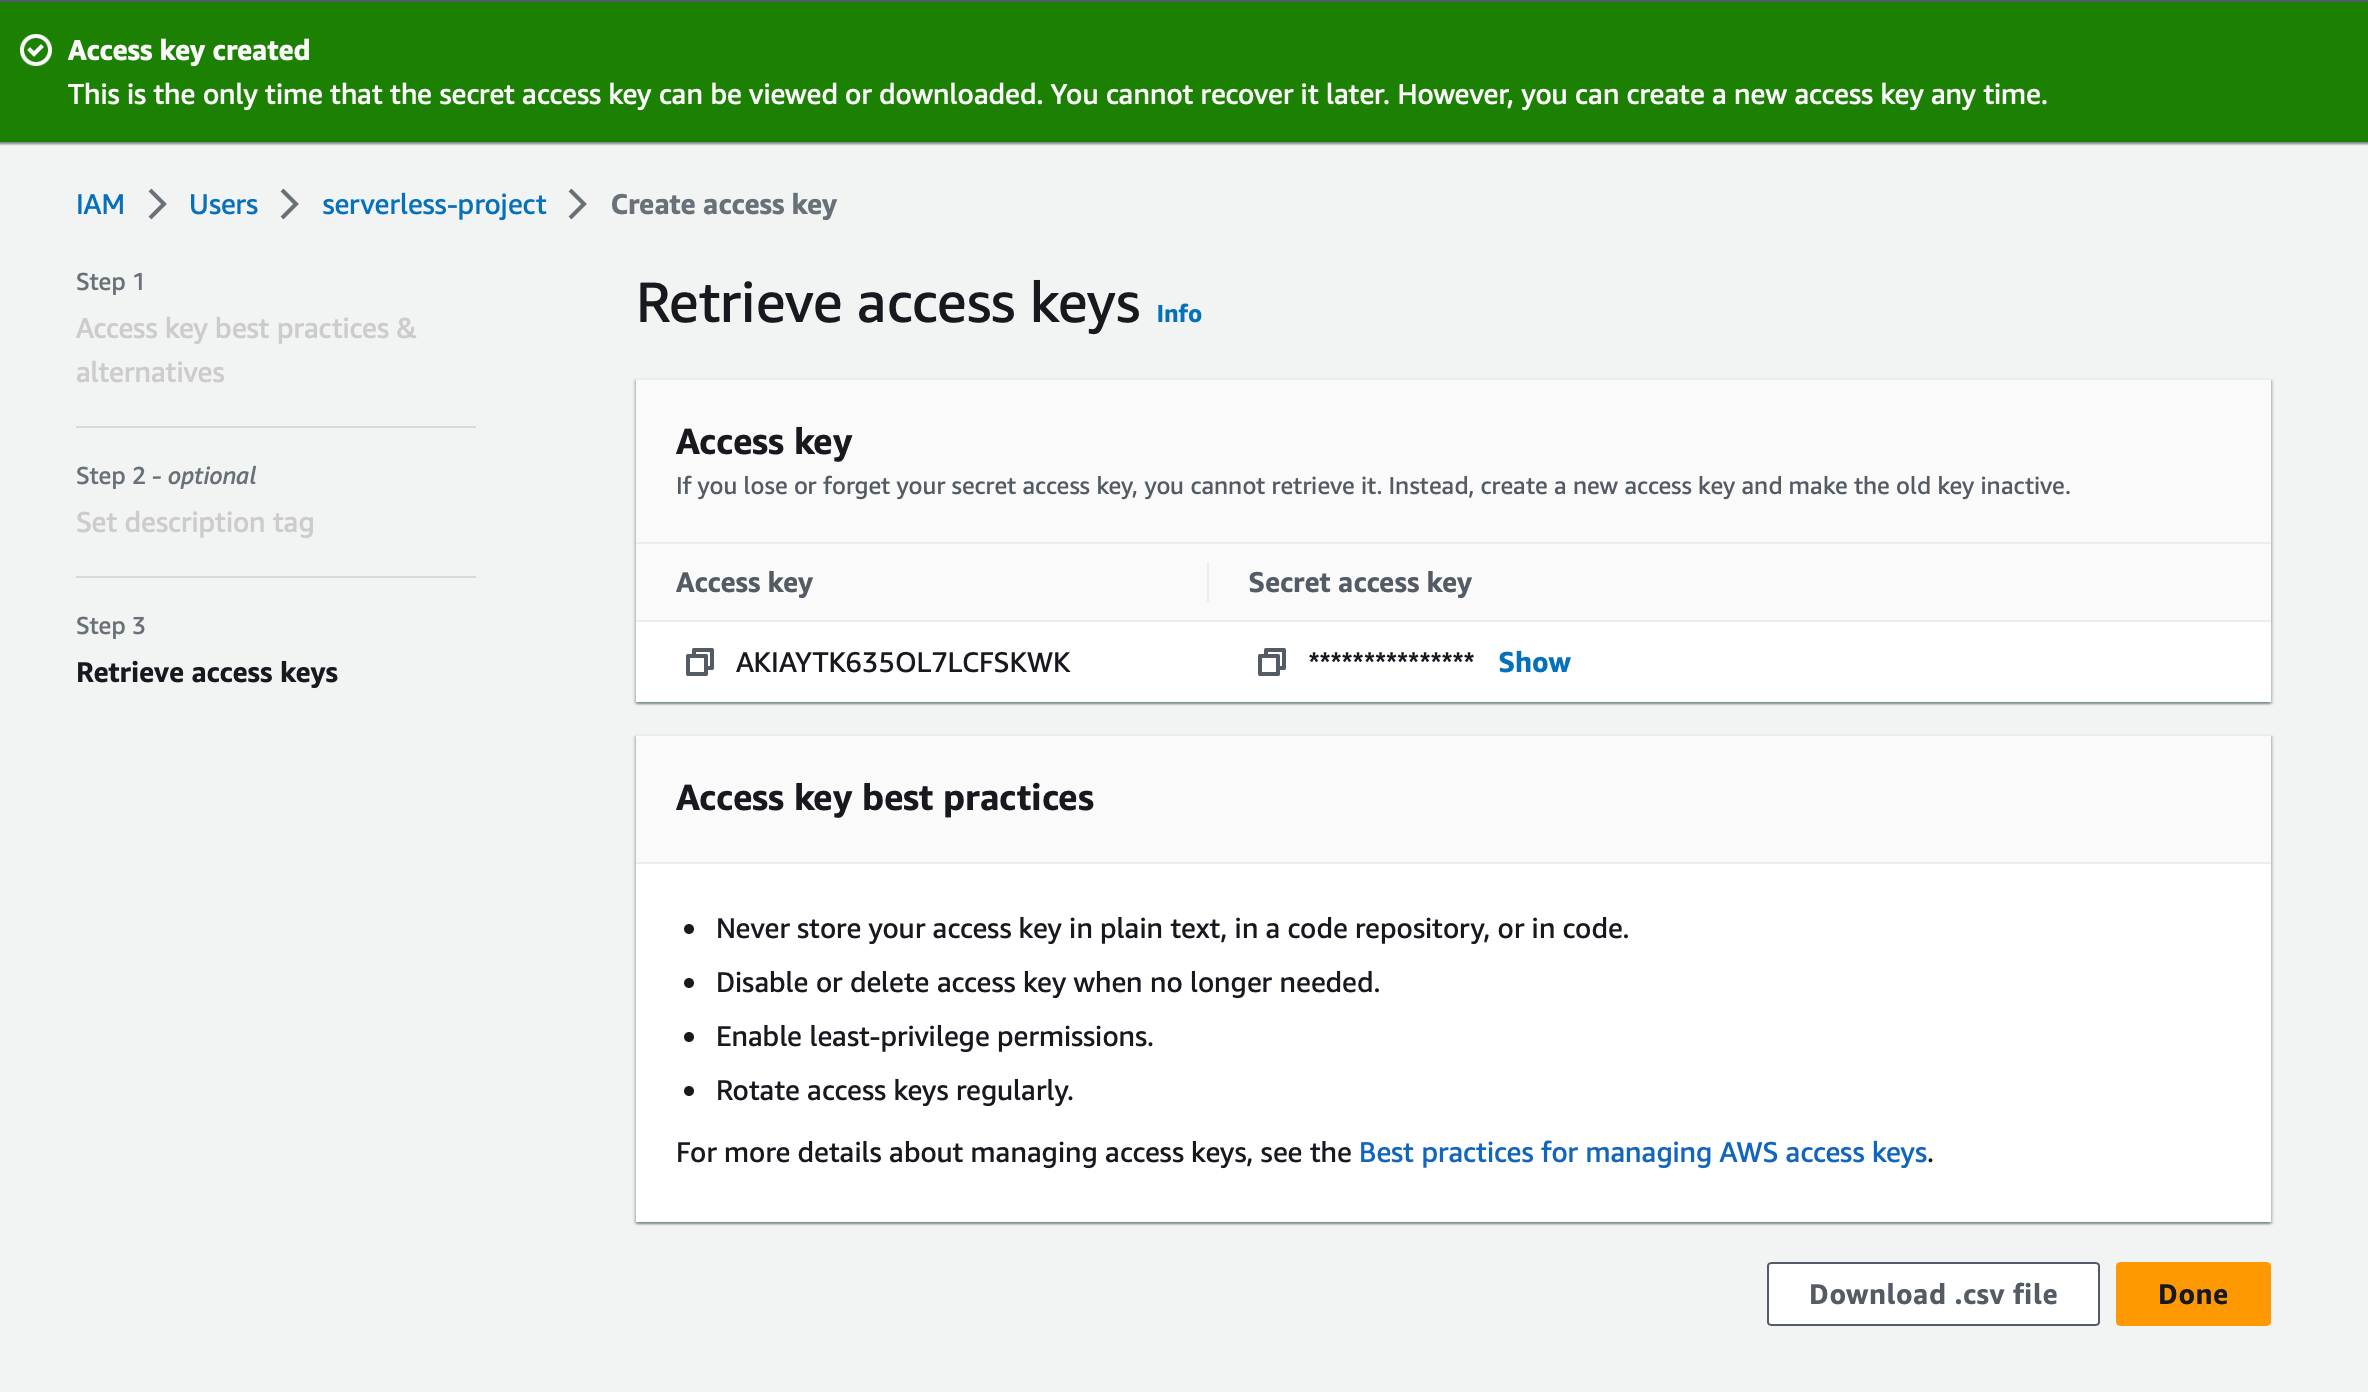 Access key created
This is the only time that the secret access key can be viewed or downloaded. You cannot recover it later. However, you can create a new access key any time.
IAM > Users > serverless-project > Create access key
Step 1
Access key best practices &
alternatives
Step 2 - optional
Set description tag
Step 3
Retrieve access keys
Retrieve access keys Info
Access key
If you lose or forget your secret access key, you cannot retrieve it. Instead, create a new access key and make the old key inactive.
Access key
Secret access key
AKIAYTK635OL7LCFSKWK
*************** Show
Access key best practices
• Never store your access key in plain text, in a code repository, or in code.
• Disable or delete access key when no longer needed.
• Enable least-privilege permissions.
• Rotate access keys regularly.
For more details about managing access keys, see the Best practices for managing AWS access keys.
Download .csv file
Done